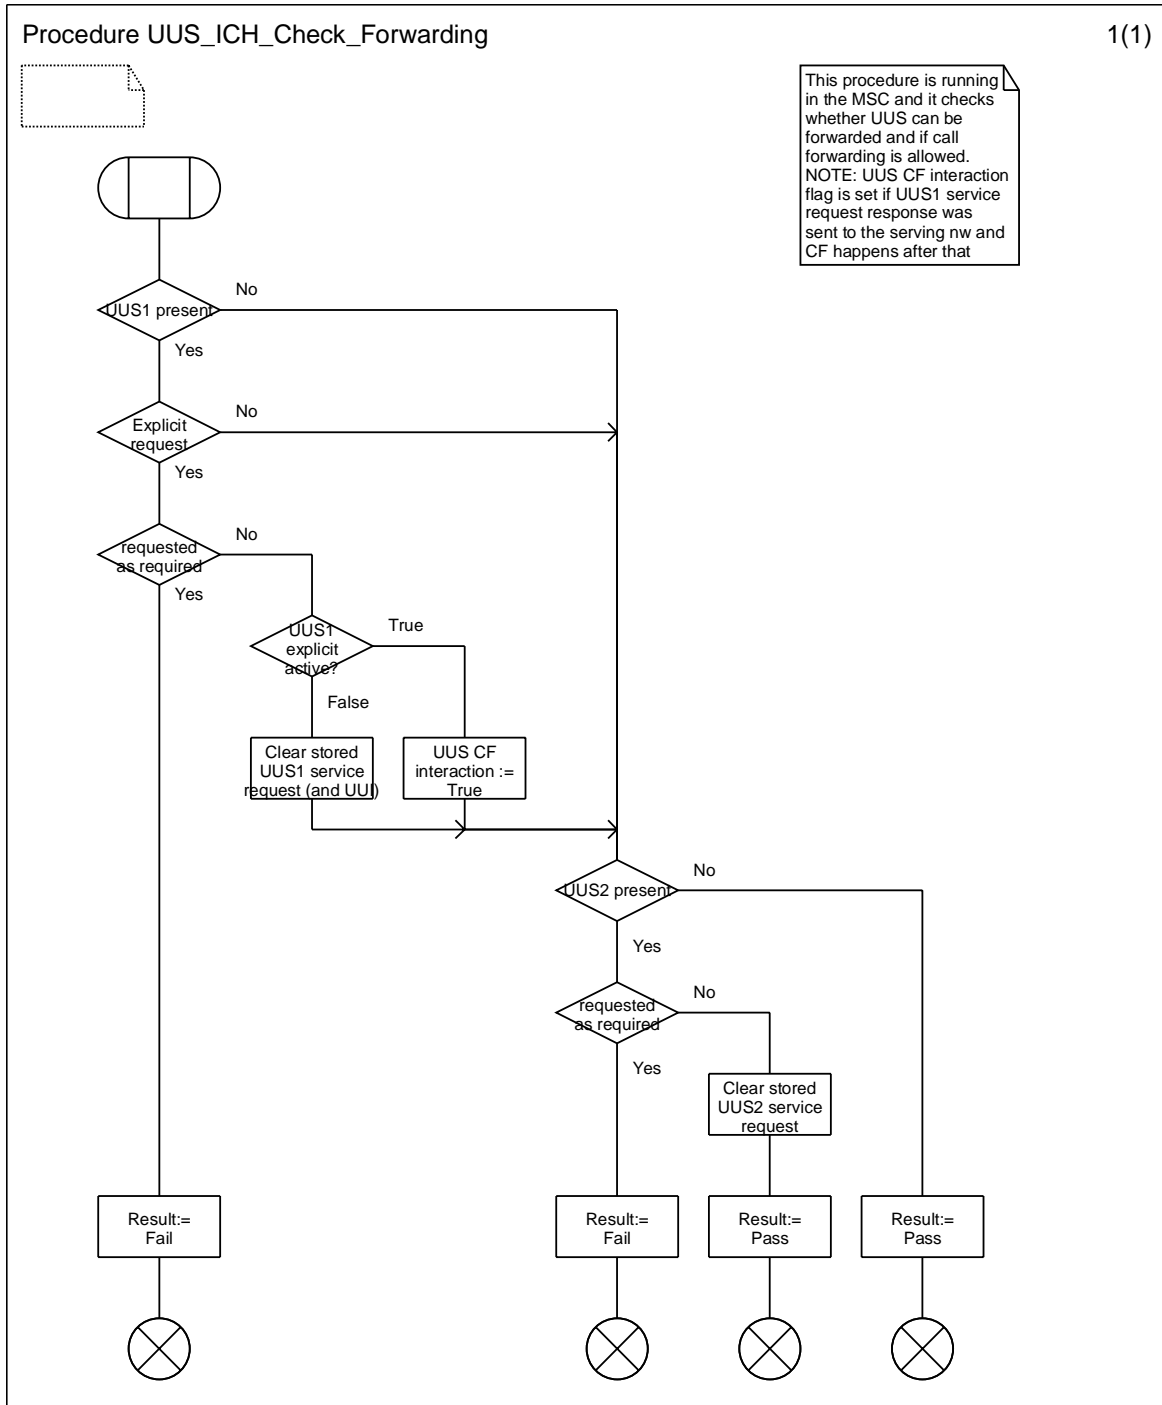 Procedure UUS_ICH_Check_Forwarding
1(1)
This procedure is running
in the MSC and it checks
whether UUS can be
forwarded and if call
forwarding is allowed.
NOTE: UUS CF interaction
flag is set if UUS1 service
request response was
sent to the serving nw and
CF happens after that
No
UUS1 present
Yes
No
Explicit
request
Yes
No
requested
as required
Yes
True
UUS1
explicit
active?
False
Clear stored
UUS1 service
request (and UUI)
UUS CF
interaction :=
True
No
UUS2 present
Yes
No
requested
as required
Yes
Clear stored
UUS2 service
request
Result:=
Fail
Result:=
Fail
Result:=
Pass
Result:=
Pass